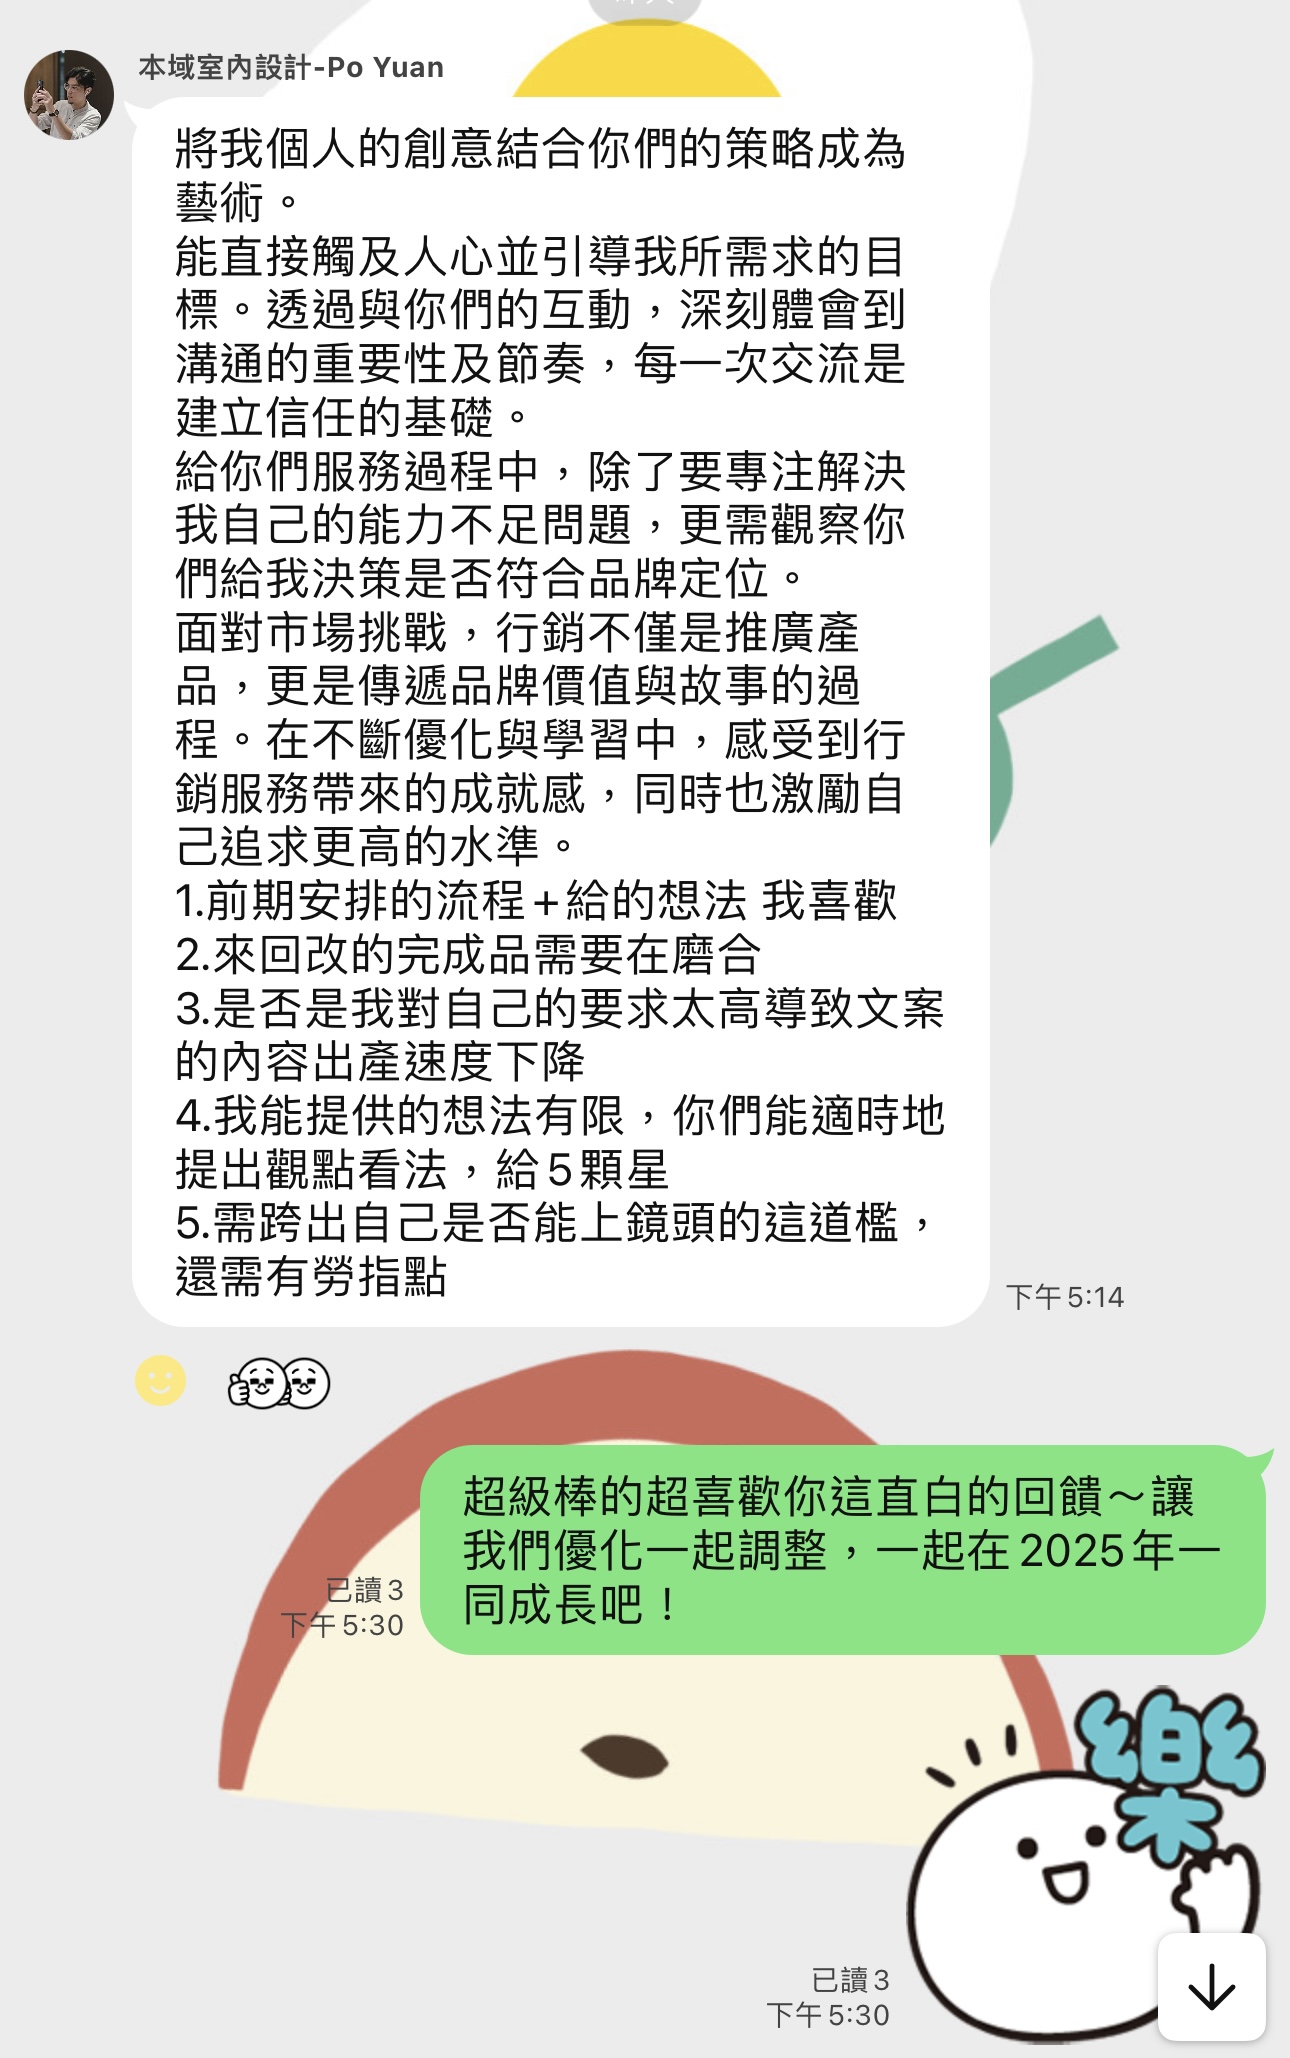 本域室內設計-Po Yuan
將我個人的創意結合你們的策略成為
藝術。
能直接觸及人心並引導我所需求的目
標。透過與你們的互動，深刻體會到
溝通的重要性及節奏，每一次交流是
建立信任的基礎。
給你們服務過程中，除了要專注解決
我自己的能力不足問題，更需觀察你
們給我決策是否符合品牌定位。
面對市場挑戰，行銷不僅是推廣產
品，更是傳遞品牌價值與故事的過
程。在不斷優化與學習中，感受到行
銷服務帶來的成就感，同時也激勵自
己追求更高的水準。
1.前期安排的流程+給的想法 我喜歡
2.來回改的完成品需要在磨合
3.是否是我對自己的要求太高導致文案
的內容出產速度下降
4.我能提供的想法有限，你們能適時地
提出觀點看法，給5顆星
5.需跨出自己是否能上鏡頭的這道檻，
還需有勞指點
下午5:14
超級棒的超喜歡你這直白的回饋～讓
我們優化一起調整，一起在2025年一
同成長吧！
已讀3
下午5:30
樂
已讀3
下午5:30